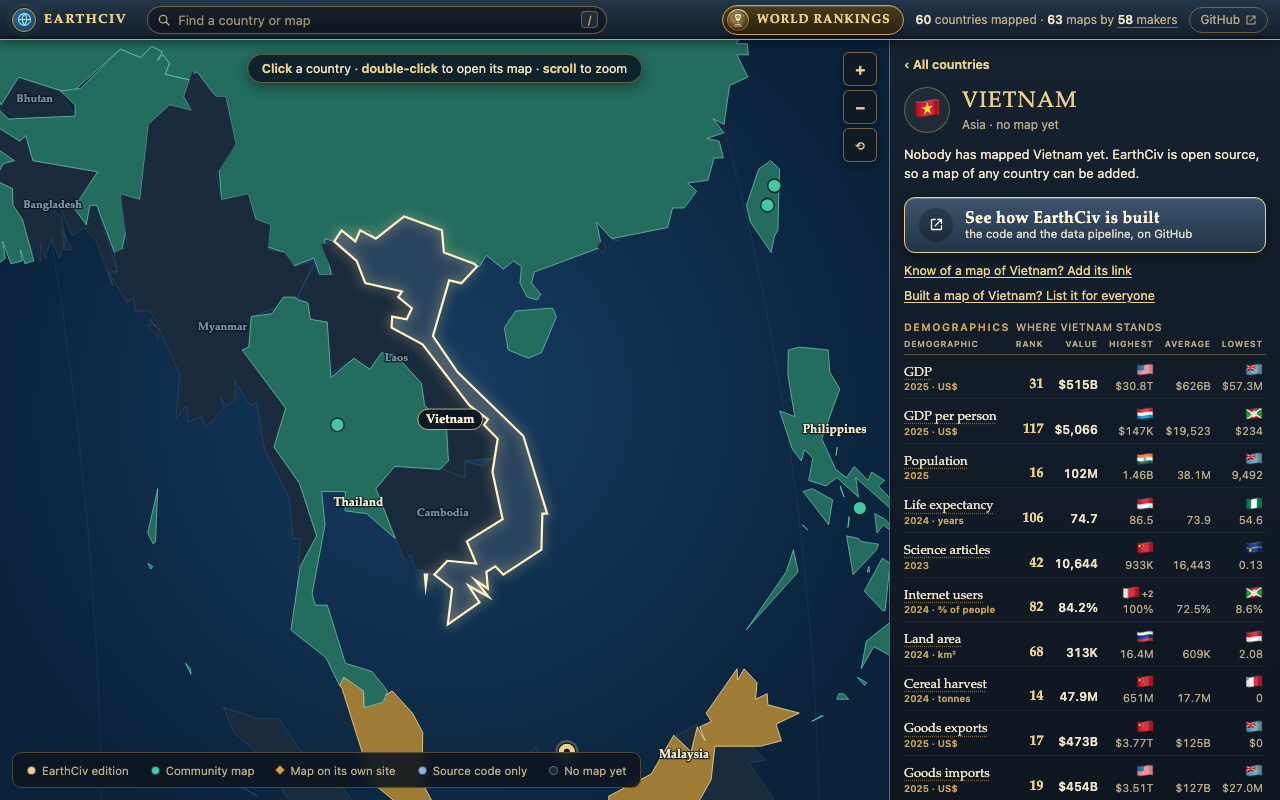 EARTHCIV
Find a country or map
/
WORLD RANKINGS
60 countries mapped · 63 maps by 58 makers
GitHub
Click a country · double-click to open its map · scroll to zoom
+
−
Bhutan
Bangladesh
Myanmar
Laos
Vietnam
Thailand
Cambodia
Philippines
Malaysia
EarthCiv edition
Community map
Map on its own site
Source code only
No map yet
‹ All countries
VIETNAM
Asia · no map yet
Nobody has mapped Vietnam yet. EarthCiv is open source,
so a map of any country can be added.
See how EarthCiv is built
the code and the data pipeline, on GitHub
Know of a map of Vietnam? Add its link
Built a map of Vietnam? List it for everyone
DEMOGRAPHICS WHERE VIETNAM STANDS
DEMOGRAPHIC RANK VALUE HIGHEST AVERAGE LOWEST
GDP
2025 · US$ 31 $515B $30.8T $626B $57.3M
GDP per person
2025 · US$ 117 $5,066 $147K $19,523 $234
Population
2025 16 102M 1.46B 38.1M 9,492
Life expectancy
2024 · years 106 74.7 86.5 73.9 54.6
Science articles
2023 42 10,644 933K 16,443 0.13
Internet users +2
2024 · % of people 82 84.2% 100% 72.5% 8.6%
Land area
2024 · km² 68 313K 16.4M 609K 2.08
Cereal harvest
2024 · tonnes 14 47.9M 651M 17.7M 0
Goods exports
2025 · US$ 17 $473B $3.77T $125B $0
Goods imports
2025 · US$ 19 $454B $3.51T $127B $27.0M